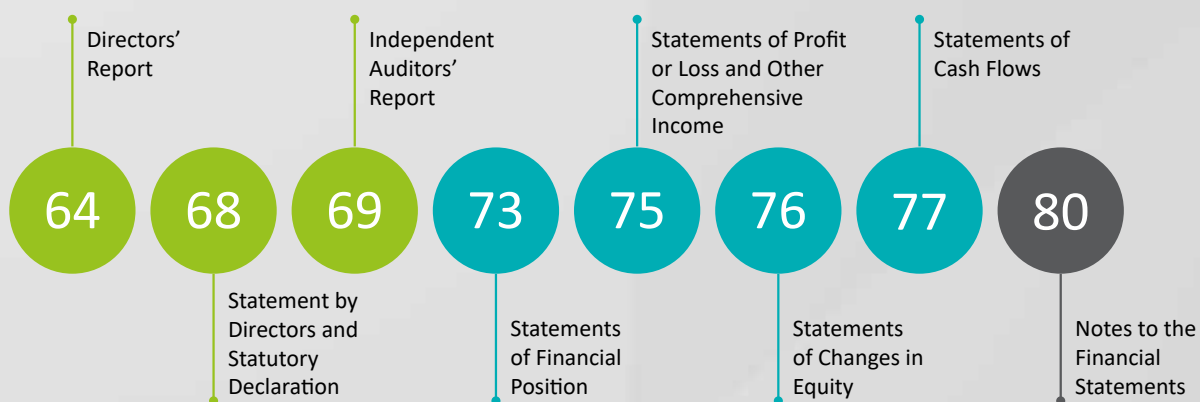 Directors’
Report
Independent
Auditors’
Report
Statements of Profit
or Loss and Other
Comprehensive
Income
Statements of
Cash Flows
64
68
69
73
75
76
77
80
Statement by
Directors and
Statutory
Declaration
Statements
of Financial
Position
Statements
of Changes in
Equity
Notes to the
Financial
Statements